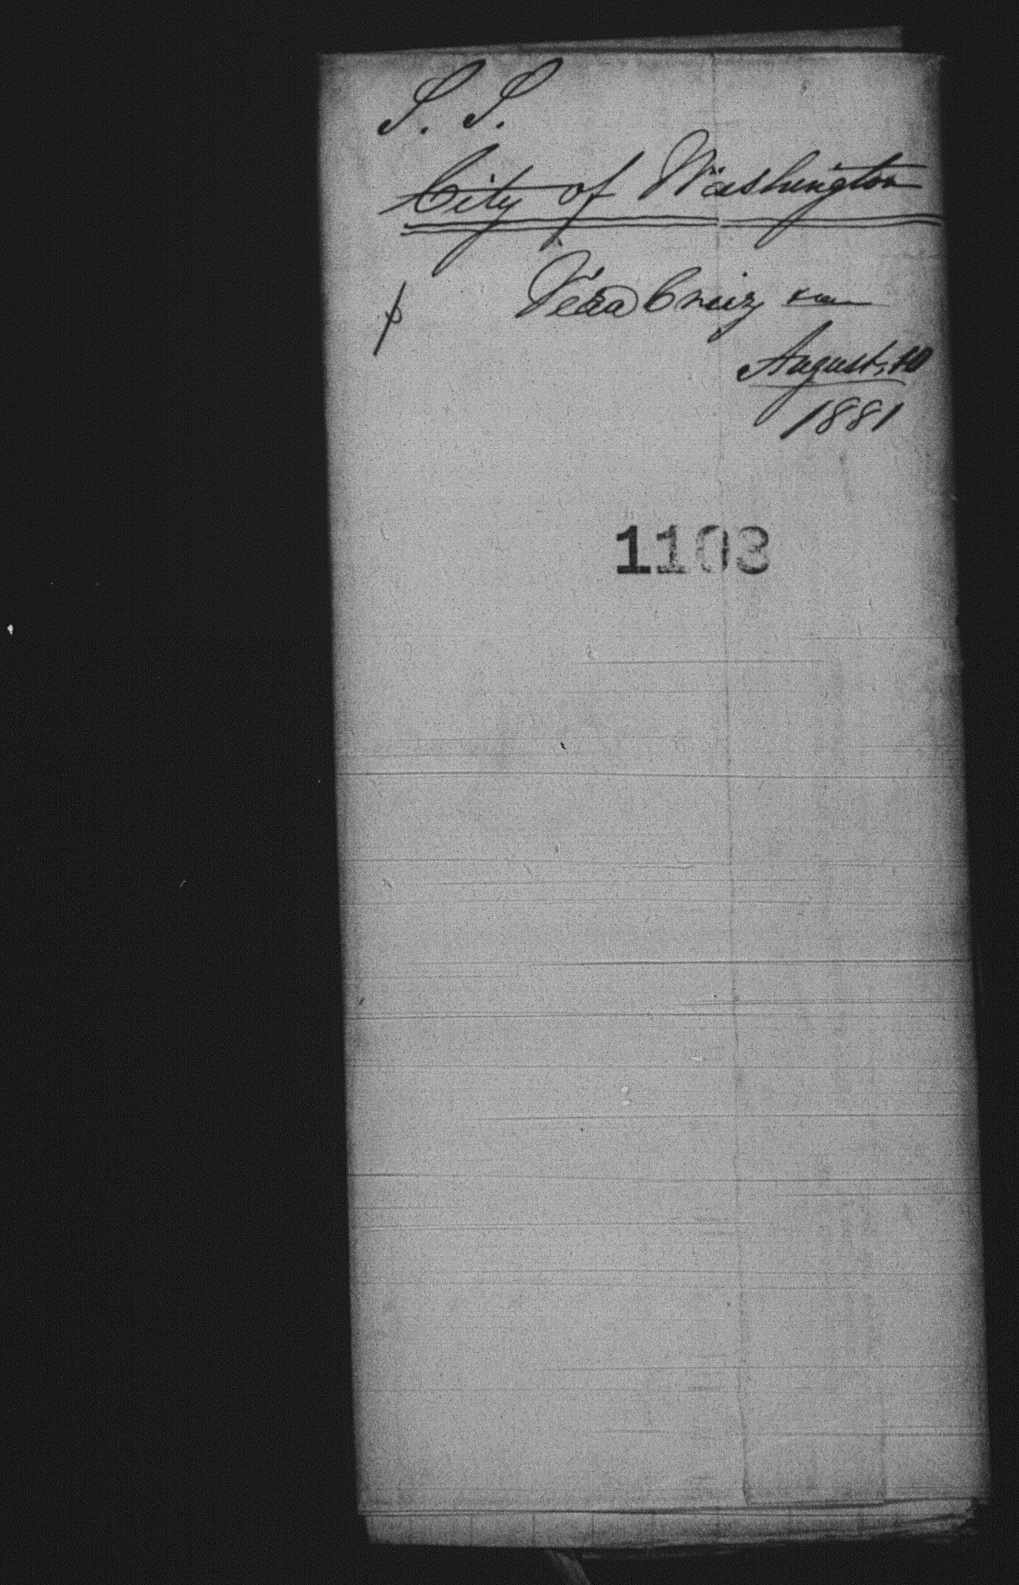 S. S.
City of Washington
Vera Cruz
August. 10
1881
1103